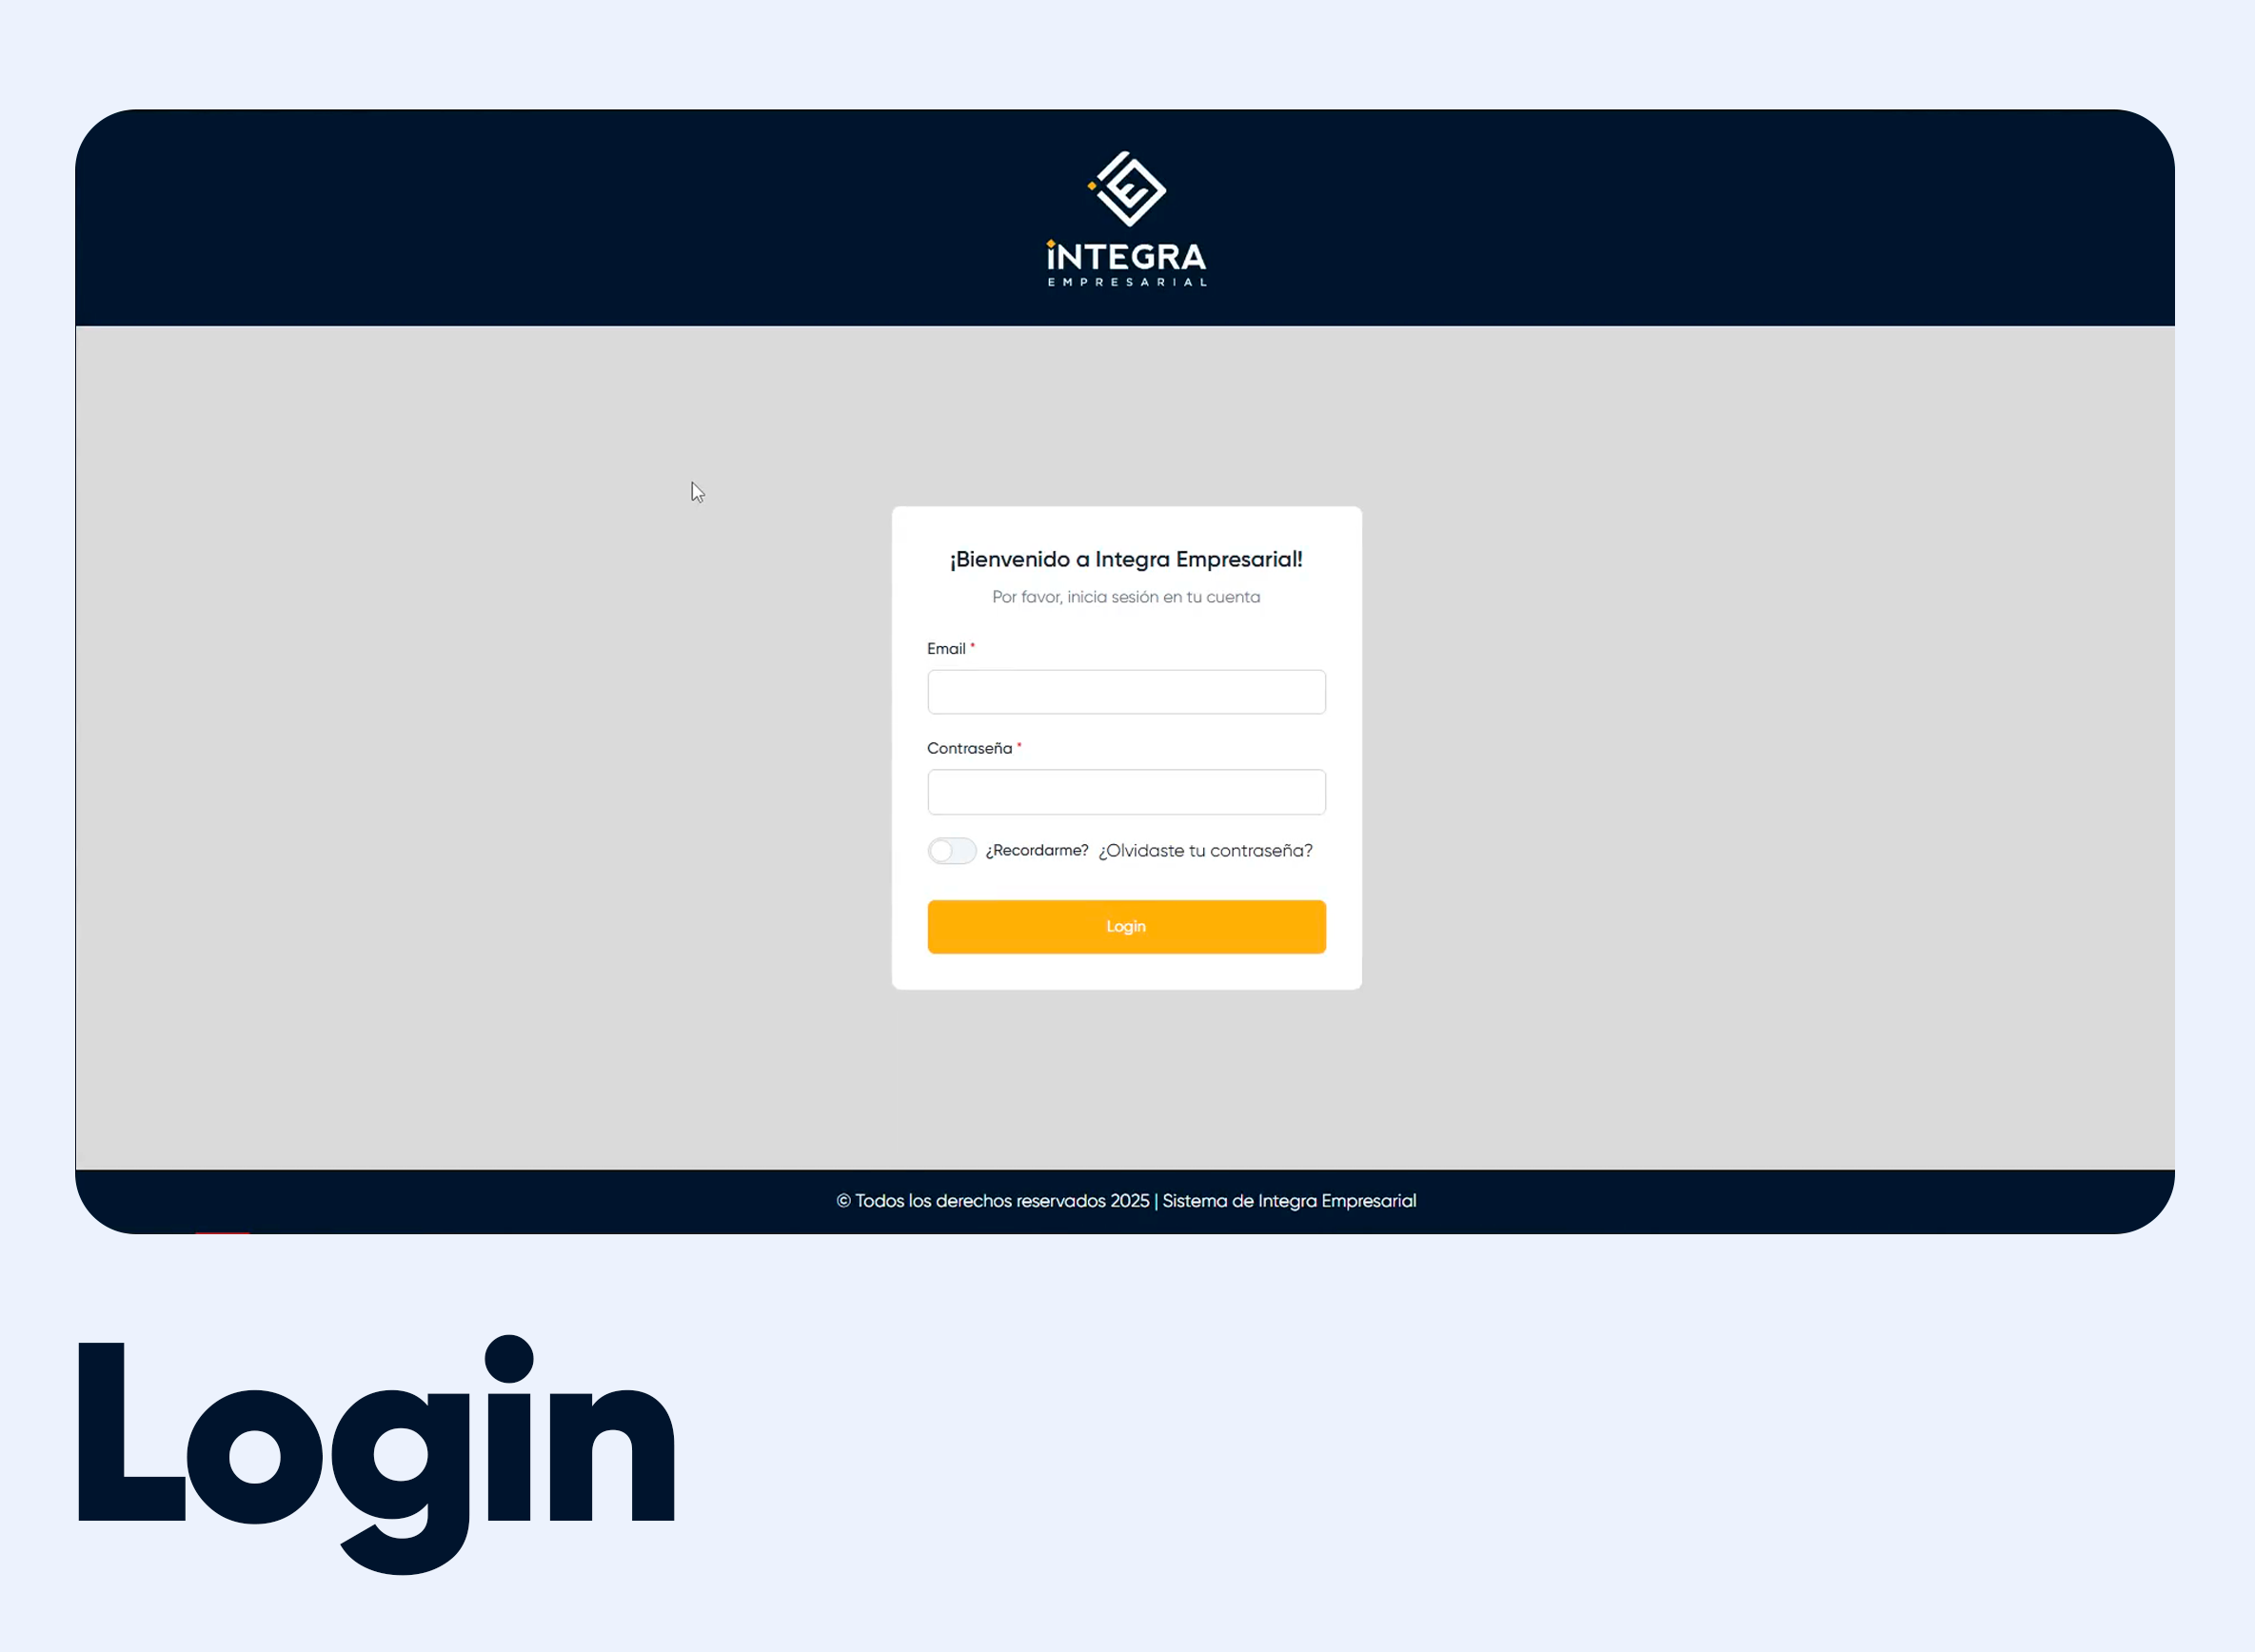 iNTEGRA
EMPRESARIAL
¡Bienvenido a Integra Empresarial!
Por favor, inicia sesión en tu cuenta
Email *
Contraseña *
¿Recordarme? ¿Olvidaste tu contraseña?
Login
© Todos los derechos reservados 2025 | Sistema de Integra Empresarial
Login